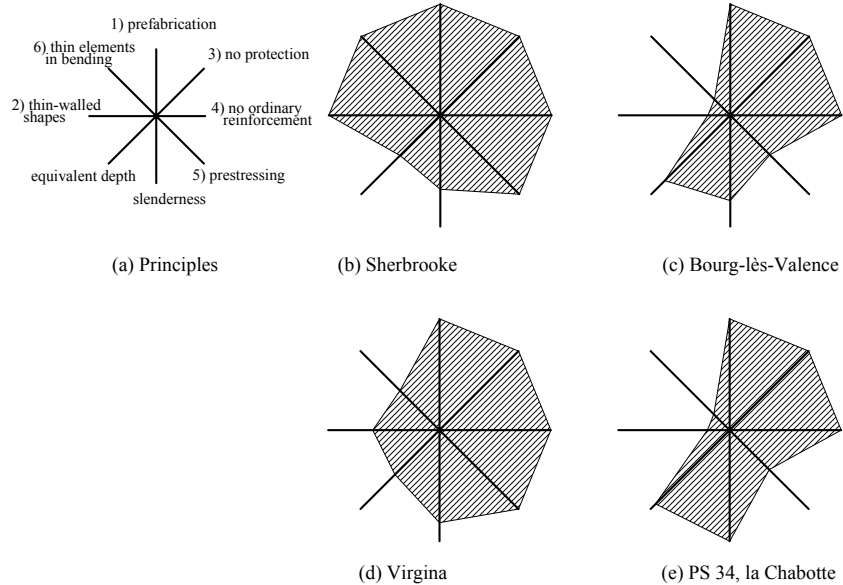 1) prefabrication
6) thin elements
in bending
3) no protection
2) thin-walled
shapes
4) no ordinary
reinforcement
equivalent depth
5) prestressing
slenderness
(a) Principles
(b) Sherbrooke
(c) Bourg-lès-Valence
(d) Virgina
(e) PS 34, la Chabotte